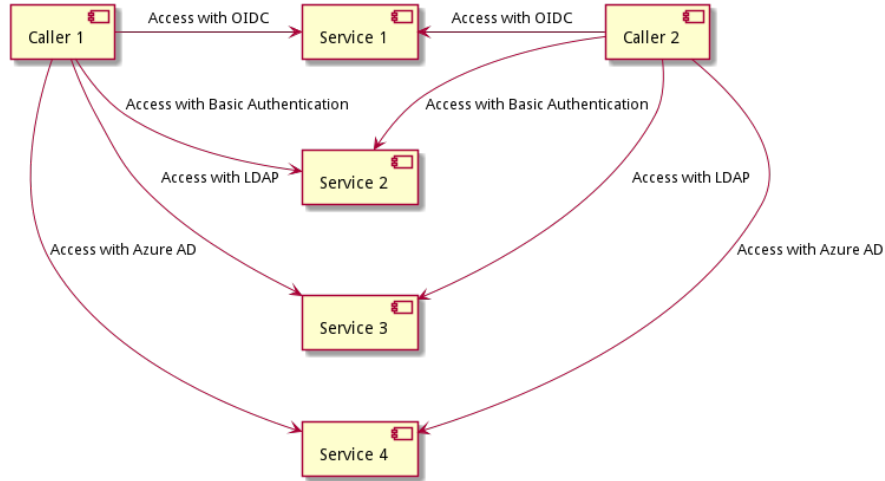 Access with OIDC
Access with OIDC
Caller 1
Service 1
Caller 2
Access with Basic Authentication
Access with Basic Authentication
Service 2
Access with LDAP
Access with LDAP
Access with Azure AD
Access with Azure AD
Service 3
Service 4